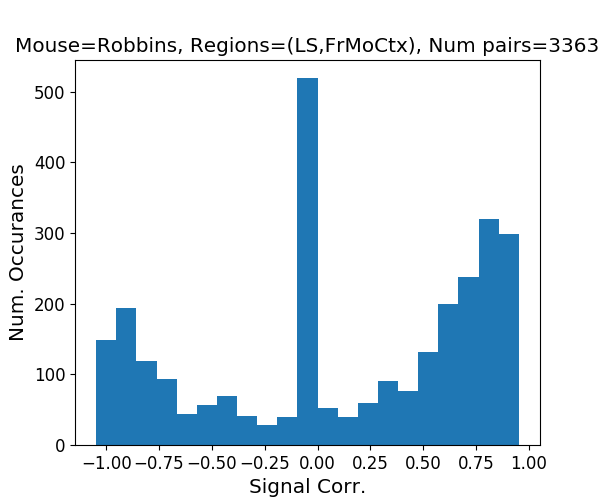 Mouse=Robbins, Regions=(LS,FrMoCtx), Num pairs=3363
500
400
300
200
100
0
Num. Occurances
−1.00 −0.75 −0.50 −0.25 0.00 0.25 0.50 0.75 1.00
Signal Corr.